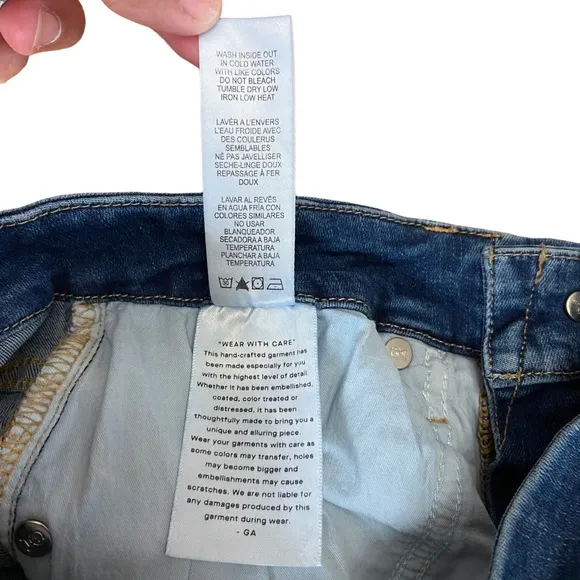 WASH INSIDE OUT
IN COLD WATER
WITH LIKE COLORS
DO NOT BLEACH
TUMBLE DRY LOW
IRON LOW HEAT
LAVÉR A L'ENVERS
L'EAU FROIDE AVEC
DES COULERUS
SEMBLABLES
NÉ PAS JAVELLISER
SECHE-LINGE DOUX
REPASSAGE À FER
DOUX
LAVAR AL REVÉS
EN AGUA FRÍA CON
COLORES SIMILARES
NO USAR
BLANQUEADOR
SECADORA A BAJA
TEMPERATURA
PLANCHAR A BAJA
TEMPERATURA
"WEAR WITH CARE"
This hand-crafted garment has
been made especially for you
with the highest level of detail.
Whether it has been embellished,
coated, color treated or
distressed, it has been
thoughtfully made to bring you a
unique and alluring piece.
Wear your garments with care as
some colors may transfer, holes
may become bigger and
embellishments may cause
scratches. We are not liable for
any damages produced by this
garment during wear.
- GA